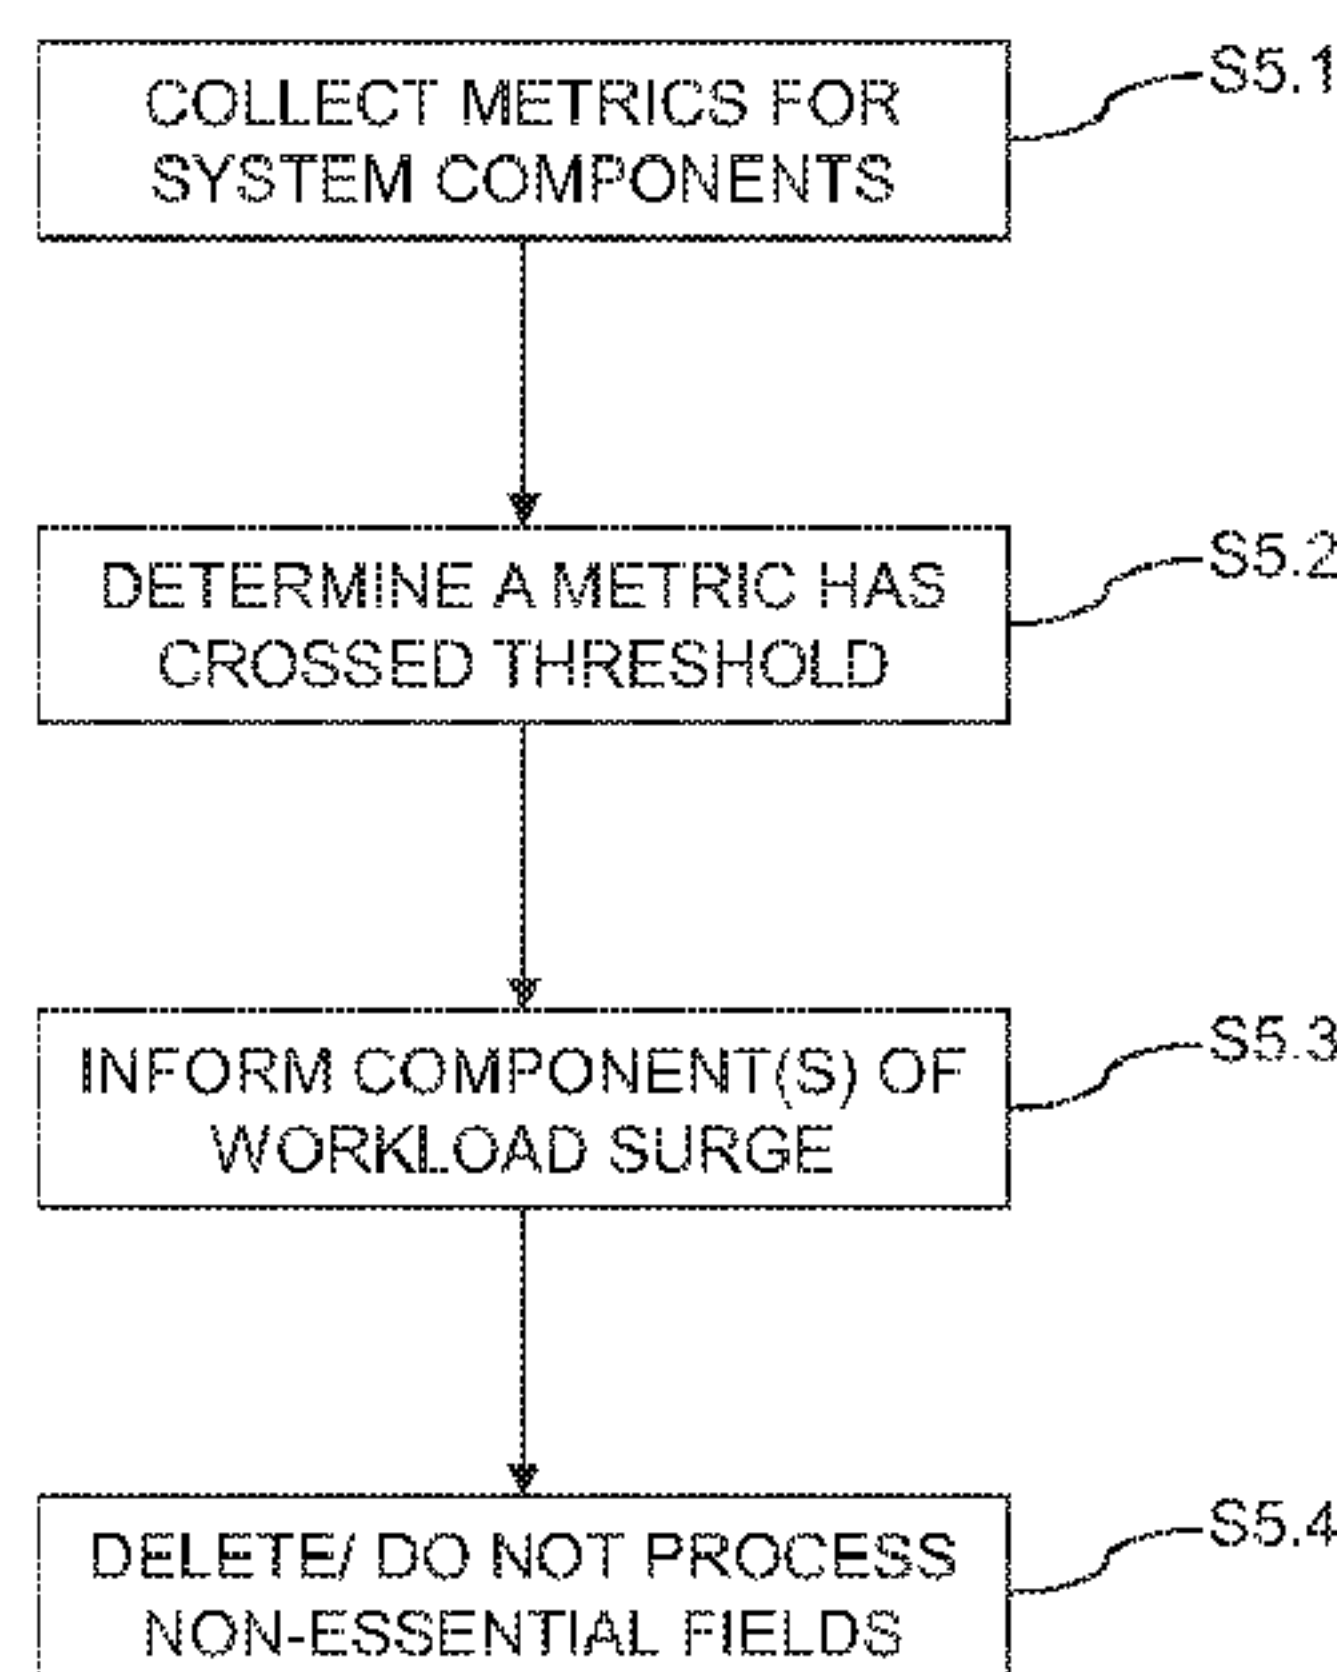 COLLECT METRICS FOR
SYSTEM COMPONENTS
S5.1
DETERMINE A METRIC HAS
CROSSED THRESHOLD
S5.2
INFORM COMPONENT(S) OF
WORKLOAD SURGE
S5.3
DELETE/ DO NOT PROCESS
NON-ESSENTIAL FIELDS
S5.4